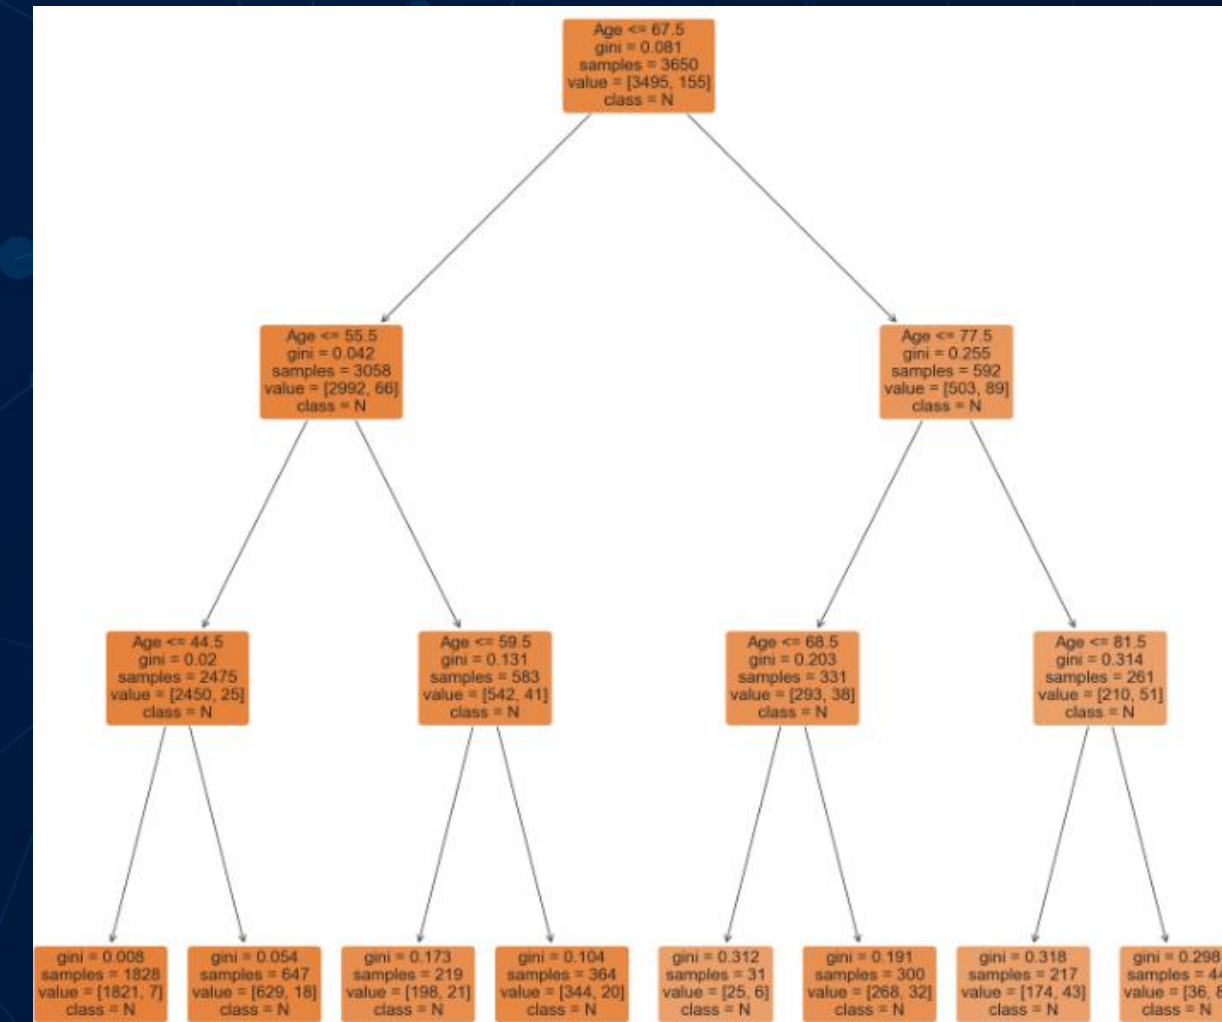 Age <= 67.5
gini = 0.081
samples = 3650
value = [3495, 155]
class = N
Age <= 55.5
gini = 0.042
samples = 3058
value = [2992, 66]
class = N
Age <= 77.5
gini = 0.255
samples = 592
value = [503, 89]
class = N
Age <= 44.5
gini = 0.02
samples = 2475
value = [2450, 25]
class = N
Age <= 59.5
gini = 0.131
samples = 583
value = [542, 41]
class = N
Age <= 68.5
gini = 0.203
samples = 331
value = [293, 38]
class = N
Age <= 81.5
gini = 0.314
samples = 261
value = [210, 51]
class = N
gini = 0.008
samples = 1828
value = [1821, 7]
class = N
gini = 0.054
samples = 647
value = [629, 18]
class = N
gini = 0.173
samples = 219
value = [198, 21]
class = N
gini = 0.104
samples = 364
value = [344, 20]
class = N
gini = 0.312
samples = 31
value = [25, 6]
class = N
gini = 0.191
samples = 300
value = [268, 32]
class = N
gini = 0.318
samples = 217
value = [174, 43]
class = N
gini = 0.298
samples = 44
value = [36, 8
class = N